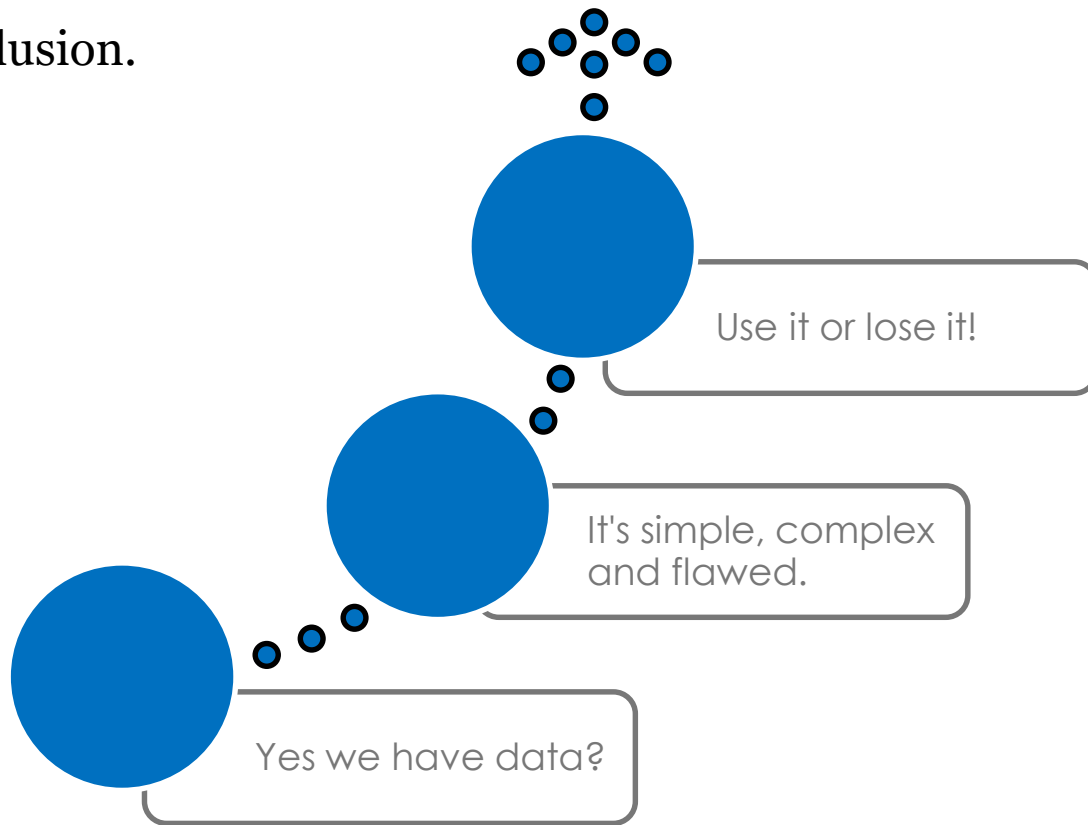 lusion.
Use it or lose it!
It's simple, complex
and flawed.
Yes we have data?